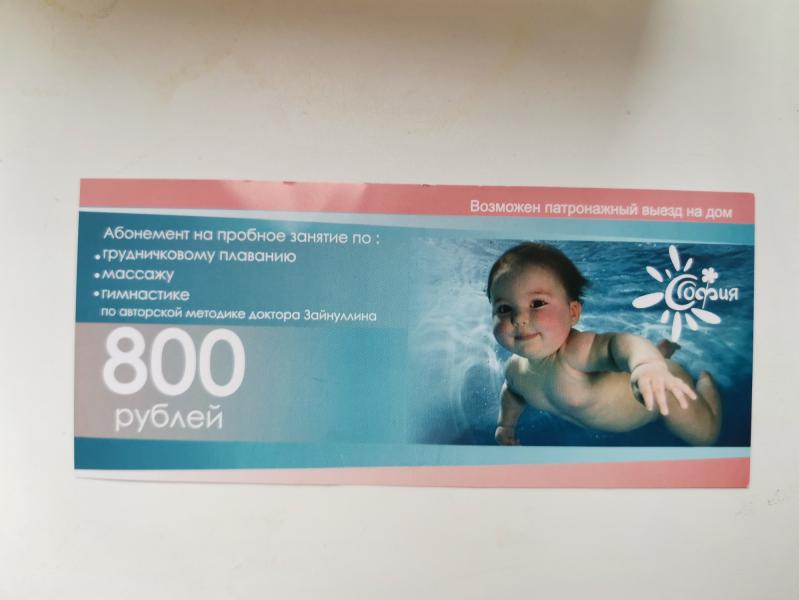 Возможен патронажный выезд на дом
Абонемент на пробное занятие по :
•грудничковому плаванию
•массажу
•гимнастике
по авторской методике доктора Зайнуллина
800
рублей
София